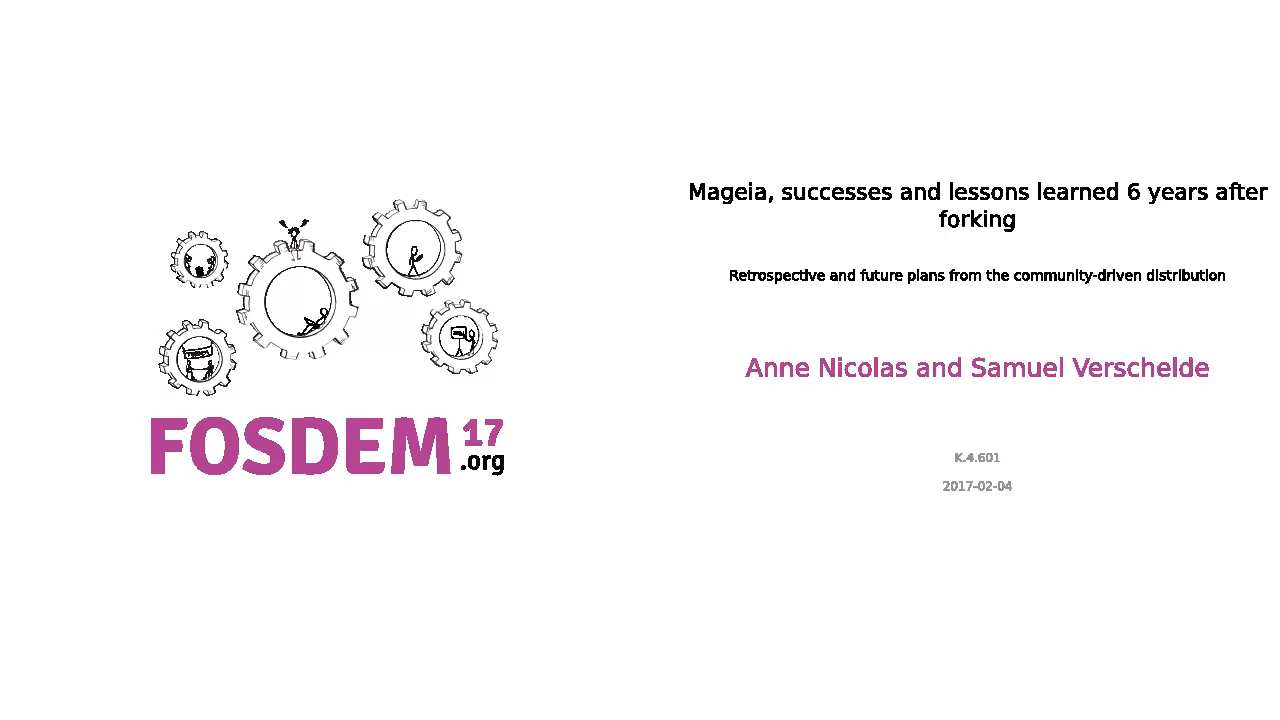 FOSDEM 17
.org
Mageia, successes and lessons learned 6 years after
forking
Retrospective and future plans from the community-driven distribution
Anne Nicolas and Samuel Verschelde
K.4.601
2017-02-04